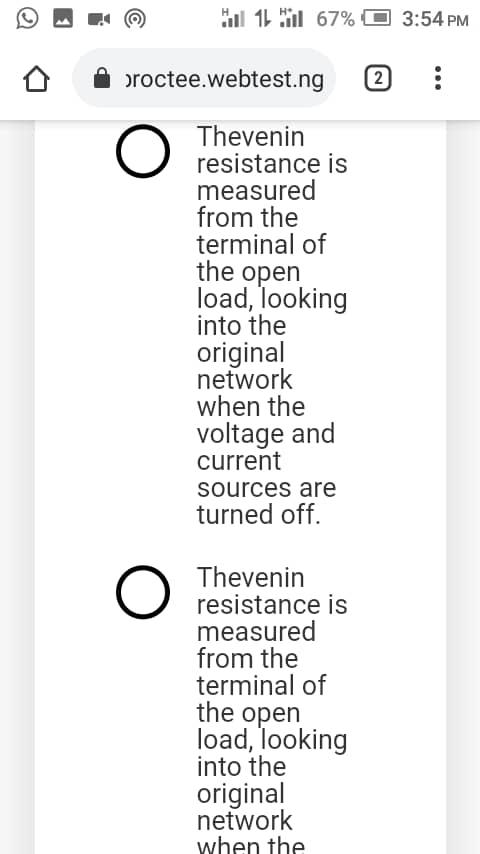 H 1 H+ 67% 3:54 PM
proctee.webtest.ng 2
Thevenin
resistance is
measured
from the
terminal of
the open
load, looking
into the
original
network
when the
voltage and
current
sources are
turned off.
Thevenin
resistance is
measured
from the
terminal of
the open
load, looking
into the
original
network
when the